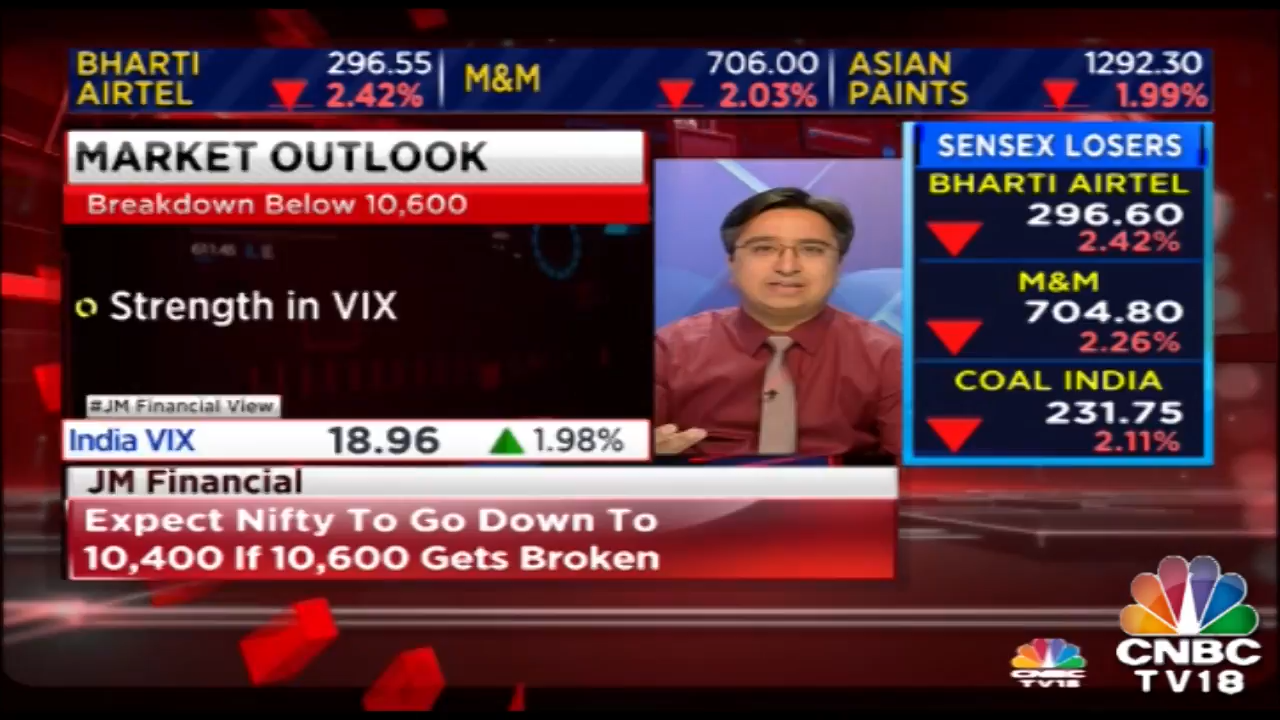 BHARTI AIRTEL 296.55 2.42%
M&M 706.00 2.03%
ASIAN PAINTS 1292.30 1.99%
MARKET OUTLOOK
Breakdown Below 10,600
Strength in VIX
#JM Financial View
India VIX 18.96 1.98%
JM Financial
Expect Nifty To Go Down To
10,400 If 10,600 Gets Broken
SENSEX LOSERS
BHARTI AIRTEL
296.60
2.42%
M&M
704.80
2.26%
COAL INDIA
231.75
2.11%
CNBC
TV18
CNBC
TV18